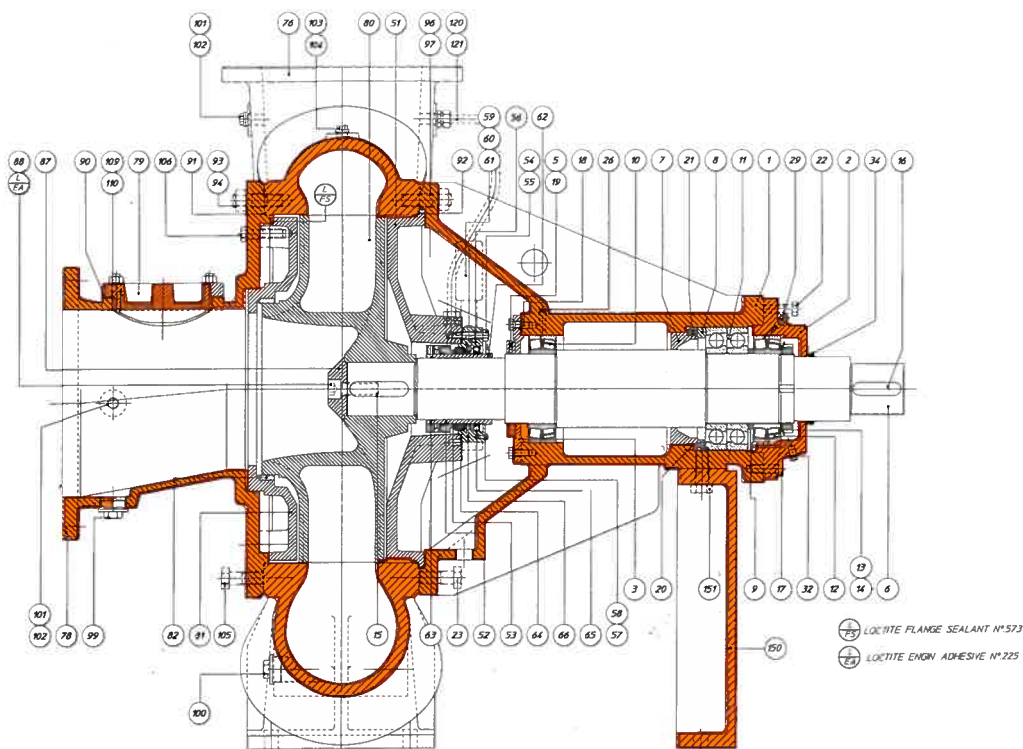 101 76 103 80 51 96 120
102 104 97 121
59 56 62
60 54 5
88 87 90 109 79 106 91 93 92 61 55 19 18 26 10 7 21 8 11 1 29 22 2 34 16
L
EA
110 94
L
FS
101
102 78 99 82 81 105 15 63 23 52 53 64 66 65 58 3 20 151 9 17 32 12 13 6
57 14
L
FS LOCTITE FLANGE SEALANT Nº.573
L
EA LOCTITE ENGIN ADHESIVE Nº.225
150
100